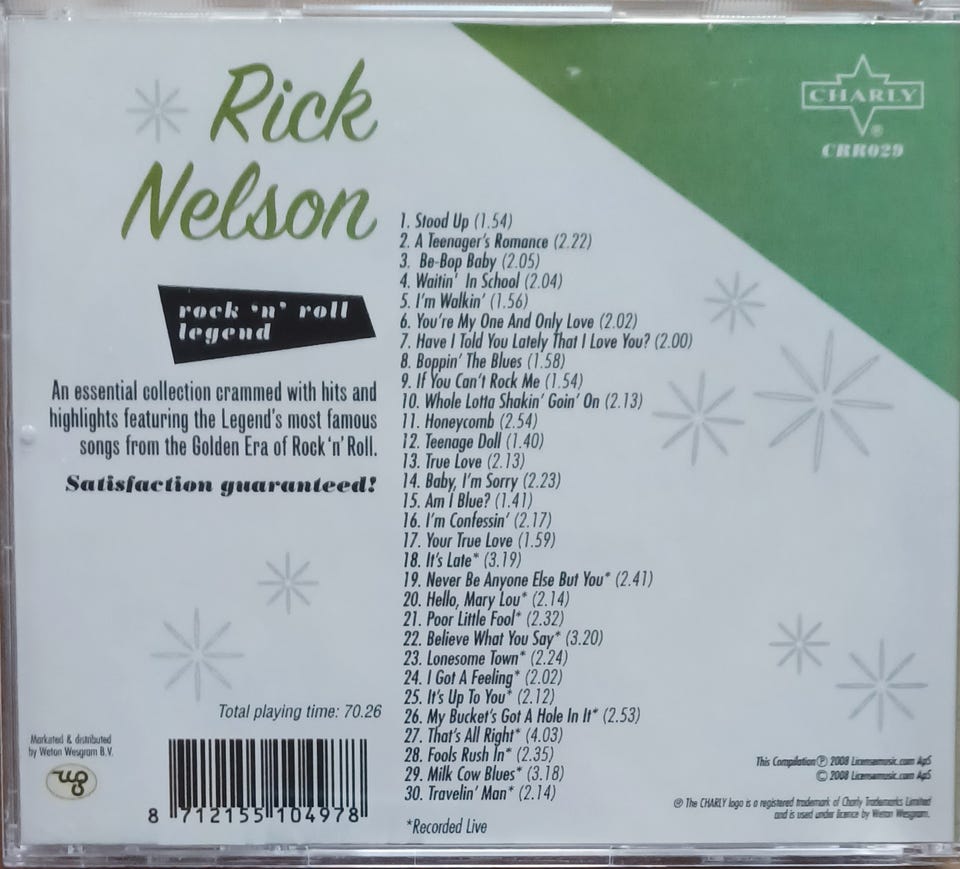 Rick
Nelson
CHARLY
®
CRR029
rock 'n' roll
legend
An essential collection crammed with hits and
highlights featuring the Legend's most famous
songs from the Golden Era of Rock 'n' Roll.
Satisfaction guaranteed!
1. Stood Up (1.54)
2. A Teenager's Romance (2.22)
3. Be-Bop Baby (2.05)
4. Waitin' In School (2.04)
5. I'm Walkin' (1.56)
6. You're My One And Only Love (2.02)
7. Have I Told You Lately That I Love You? (2.00)
8. Boppin' The Blues (1.58)
9. If You Can't Rock Me (1.54)
10. Whole Lotta Shakin' Goin' On (2.13)
11. Honeycomb (2.54)
12. Teenage Doll (1.40)
13. True Love (2.13)
14. Baby, I'm Sorry (2.23)
15. Am I Blue? (1.41)
16. I'm Confessin' (2.17)
17. Your True Love (1.59)
18. It's Late* (3.19)
19. Never Be Anyone Else But You* (2.41)
20. Hello, Mary Lou* (2.14)
21. Poor Little Fool* (2.32)
22. Believe What You Say* (3.20)
23. Lonesome Town* (2.24)
24. I Got A Feeling* (2.02)
25. It's Up To You* (2.12)
26. My Bucket's Got A Hole In It* (2.53)
27. That's All Right* (4.03)
28. Fools Rush In* (2.35)
29. Milk Cow Blues* (3.18)
30. Travelin' Man* (2.14)
*Recorded Live
Total playing time: 70.26
Marketed & distributed
by Weton Wesgram B.V.
wg
8 712155 104978
This Compilation ℗ 2008 Licensemusic.com ApS
© 2008 Licensemusic.com ApS
℗ The CHARLY logo is a registered trademark of Charly Trademarks Limited
and is used under licence by Weton Wesgram.